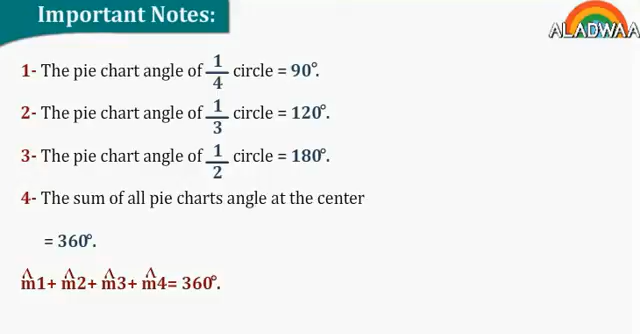 Important Notes:
ALADWAA
1- The pie chart angle of 1/4 circle = 90°.
2- The pie chart angle of 1/3 circle = 120°.
3- The pie chart angle of 1/2 circle = 180°.
4- The sum of all pie charts angle at the center
= 360°.
m̂1+ m̂2+ m̂3+ m̂4= 360°.